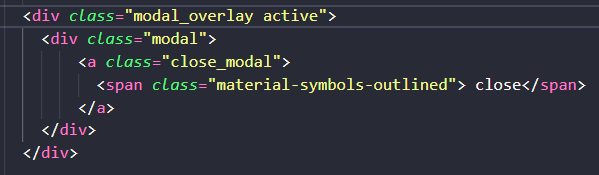 <div class="modal_overlay active">
<div class="modal">
<a class="close_modal">
<span class="material-symbols-outlined"> close</span>
</a>
</div>
</div>